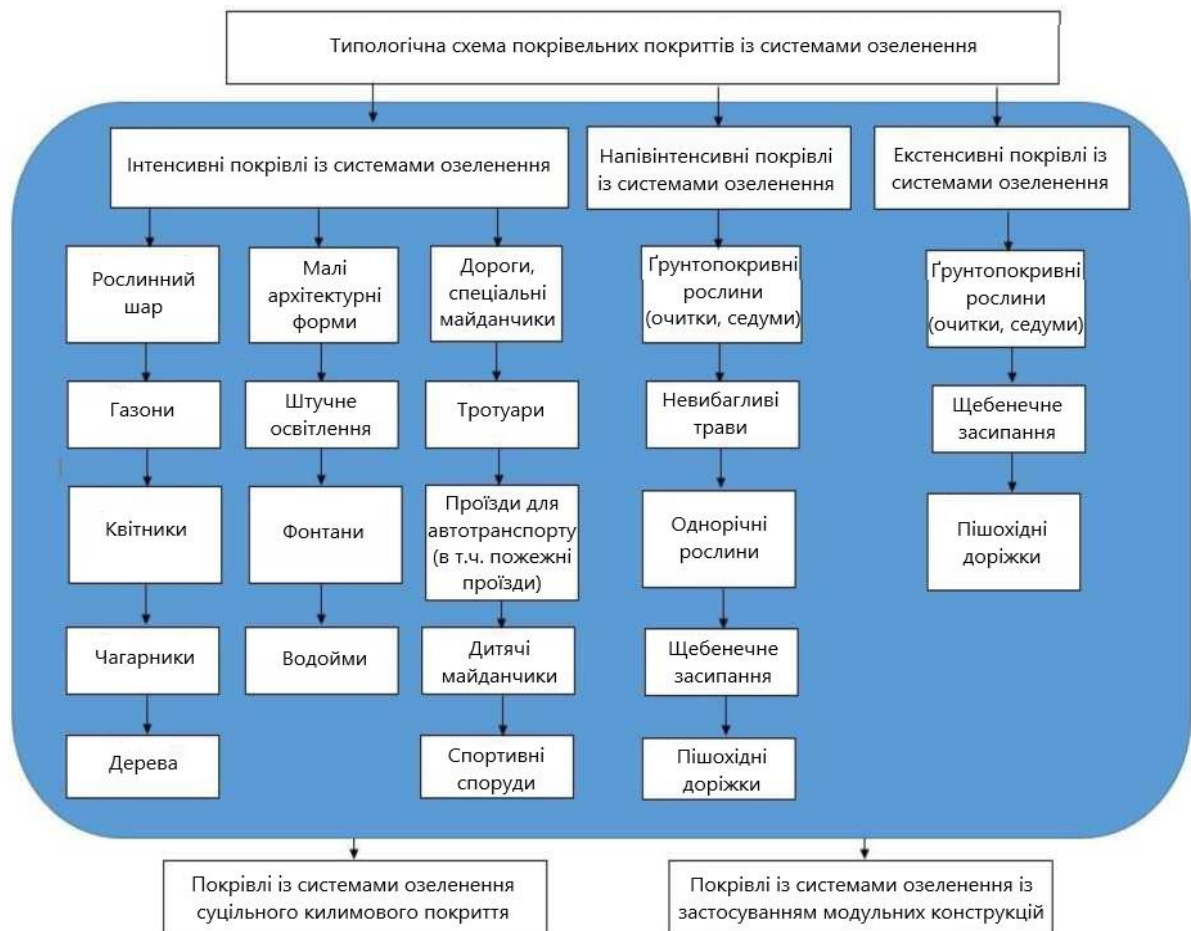 Типологічна схема покрівельних покриттів із системами озеленення
Інтенсивні покрівлі із системами озеленення
Рослинний
шар
Газони
Квітники
Чагарники
Дерева
Малі
архітектурні
форми
Штучне
освітлення
Фонтани
Водойми
Дороги,
спеціальні
майданчики
Тротуари
Проїзди для
автотранспорту
(в т.ч. пожежні
проїзди)
Дитячі
майданчики
Спортивні
споруди
Напівінтенсивні покрівлі
із системами озеленення
Ґрунтопокривні
рослини
(очитки, седуми)
Невибагливі
трави
Однорічні
рослини
Щебенечне
засипання
Пішохідні
доріжки
Екстенсивні покрівлі із
системами озеленення
Ґрунтопокривні
рослини
(очитки, седуми)
Щебенечне
засипання
Пішохідні
доріжки
Покрівлі із системами озеленення
суцільного килимового покриття
Покрівлі із системами озеленення із
застосуванням модульних конструкцій